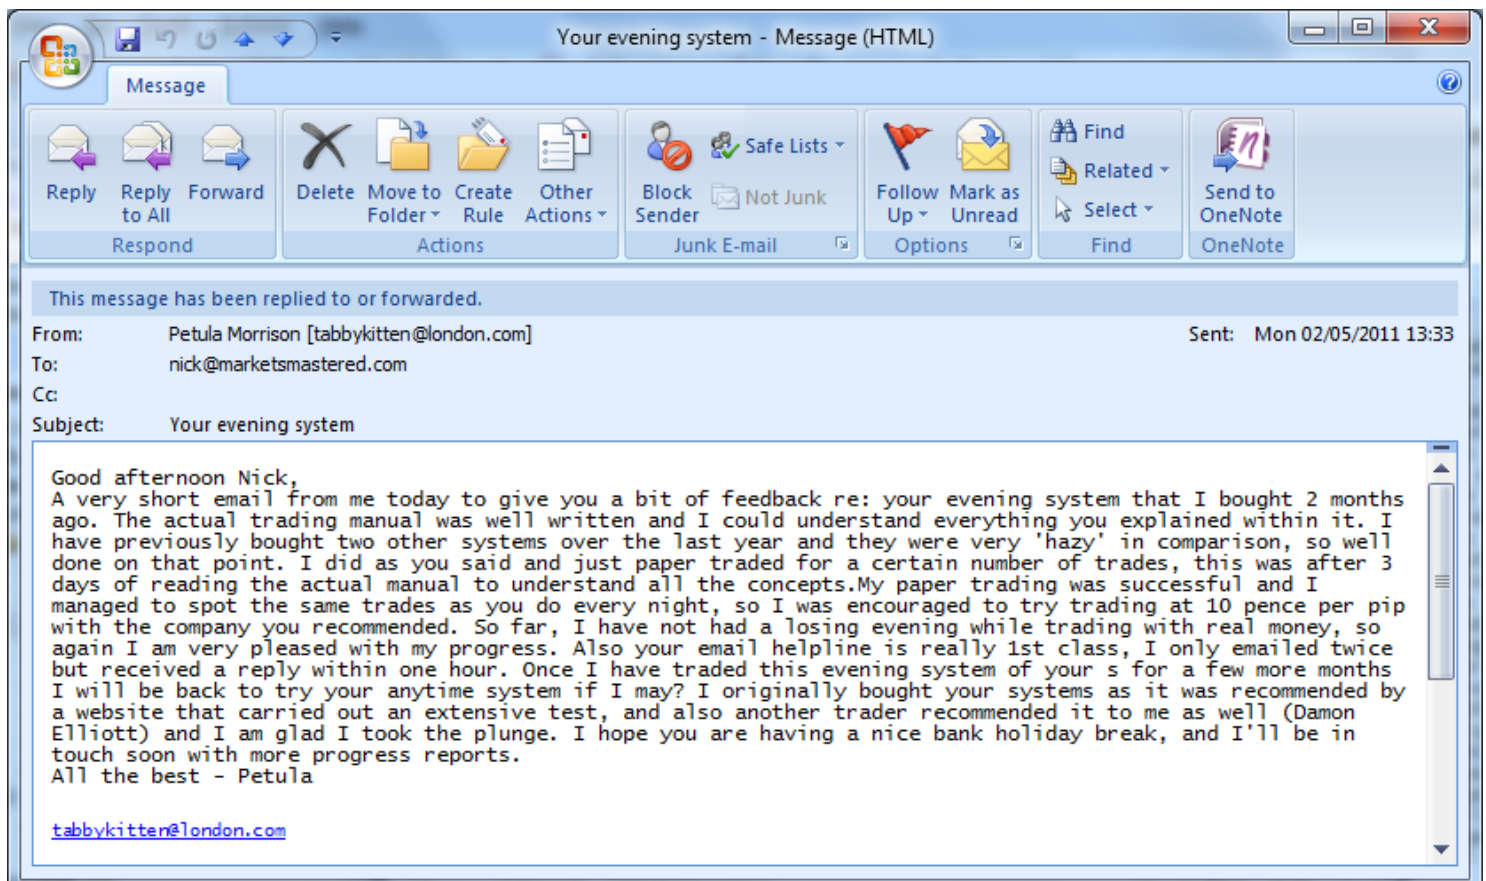 Your evening system - Message (HTML)
Message
Reply
Reply to All
Forward
Respond
Delete
Move to Folder
Create Rule
Other Actions
Actions
Block Sender
Safe Lists
Not Junk
Junk E-mail
Follow Up
Mark as Unread
Options
Find
Related
Select
Find
Send to OneNote
OneNote
This message has been replied to or forwarded.
From: Petula Morrison [tabbykitten@london.com] Sent: Mon 02/05/2011 13:33
To: nick@marketsmastered.com
Cc:
Subject: Your evening system
Good afternoon Nick,
A very short email from me today to give you a bit of feedback re: your evening system that I bought 2 months
ago. The actual trading manual was well written and I could understand everything you explained within it. I
have previously bought two other systems over the last year and they were very 'hazy' in comparison, so well
done on that point. I did as you said and just paper traded for a certain number of trades, this was after 3
days of reading the actual manual to understand all the concepts.My paper trading was successful and I
managed to spot the same trades as you do every night, so I was encouraged to try trading at 10 pence per pip
with the company you recommended. So far, I have not had a losing evening while trading with real money, so
again I am very pleased with my progress. Also your email helpline is really 1st class, I only emailed twice
but received a reply within one hour. Once I have traded this evening system of your s for a few more months
I will be back to try your anytime system if I may? I originally bought your systems as it was recommended by
a website that carried out an extensive test, and also another trader recommended it to me as well (Damon
Elliott) and I am glad I took the plunge. I hope you are having a nice bank holiday break, and I'll be in
touch soon with more progress reports.
All the best - Petula
tabbykitten@london.com